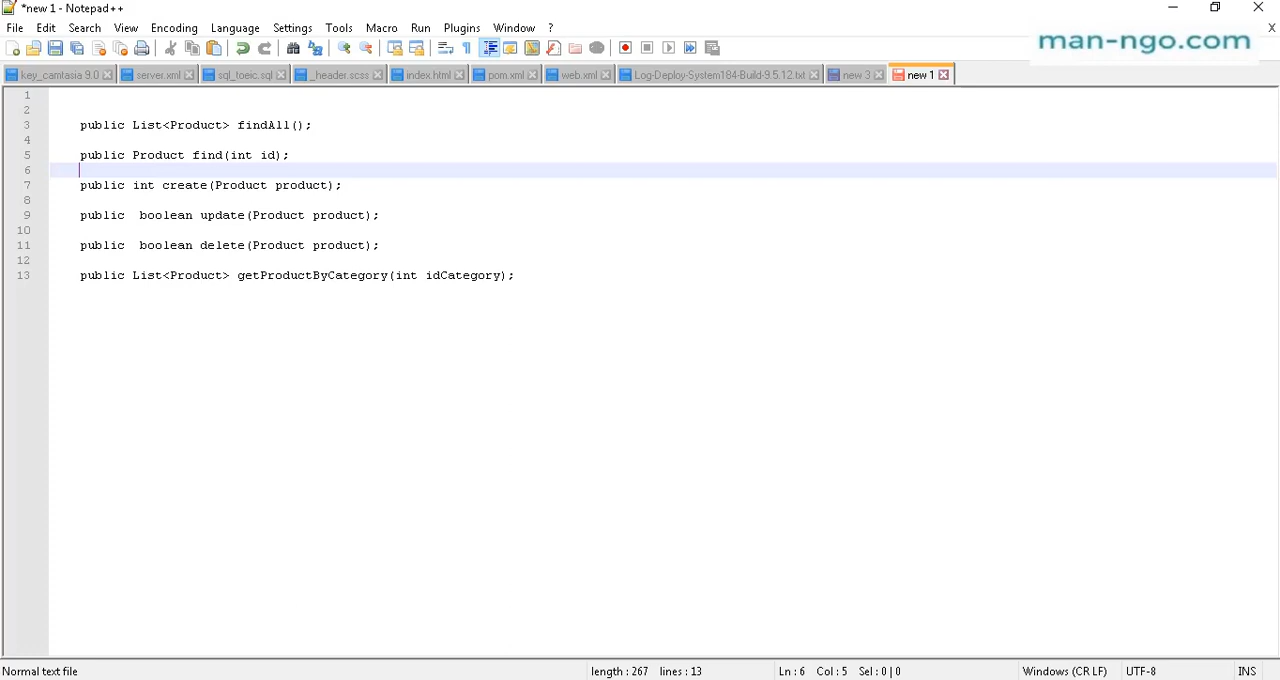 *new 1 - Notepad++
File Edit Search View Encoding Language Settings Tools Macro Run Plugins Window ? X
man-ngo.com
key_camtasia 9.0 server.xml sql_toeic.sql _header.scss index.html pom.xml web.xml Log-Deploy-System184-Build-9.5.12.txt new 3 new 1
1
2
3 public List<Product> findAll();
4
5 public Product find(int id);
6
7 public int create(Product product);
8
9 public  boolean update(Product product);
10
11 public  boolean delete(Product product);
12
13 public List<Product> getProductByCategory(int idCategory);
Normal text file length : 267 lines : 13 Ln : 6 Col : 5 Sel : 0 | 0 Windows (CR LF) UTF-8 INS